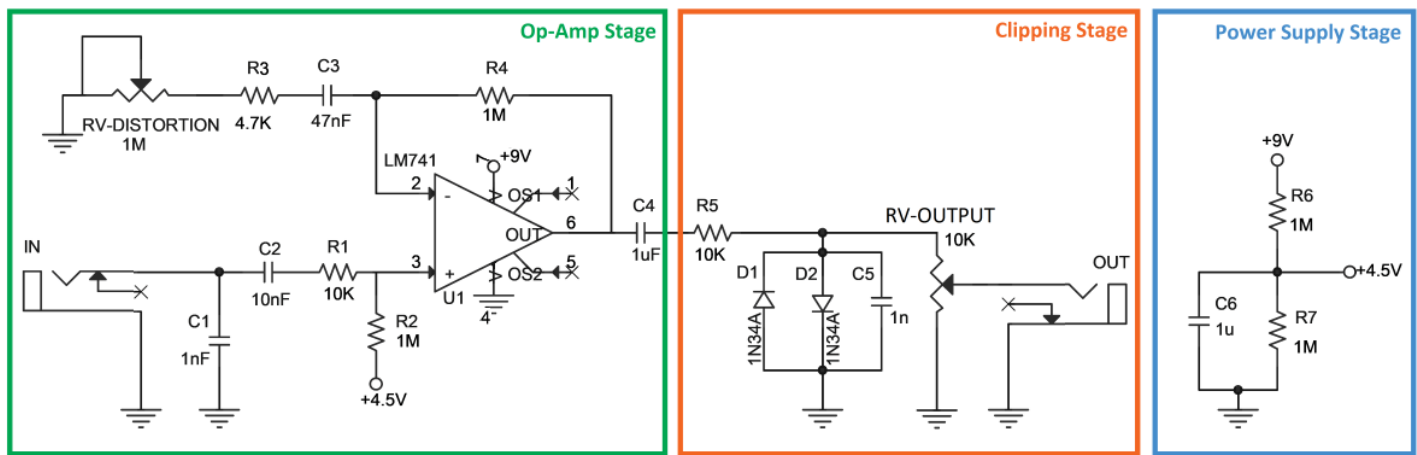 Op-Amp Stage
RV-DISTORTION
1M
R3
4.7K
C3
47nF
R4
1M
LM741
7
+9V
2
-
OS1
1
6
OUT
3
+
OS2
5
U1
4
IN
C1
1nF
C2
10nF
R1
10K
R2
1M
+4.5V
C4
1uF
Clipping Stage
R5
10K
RV-OUTPUT
10K
D1
1N34A
D2
1N34A
C5
1n
OUT
Power Supply Stage
+9V
R6
1M
+4.5V
C6
1u
R7
1M